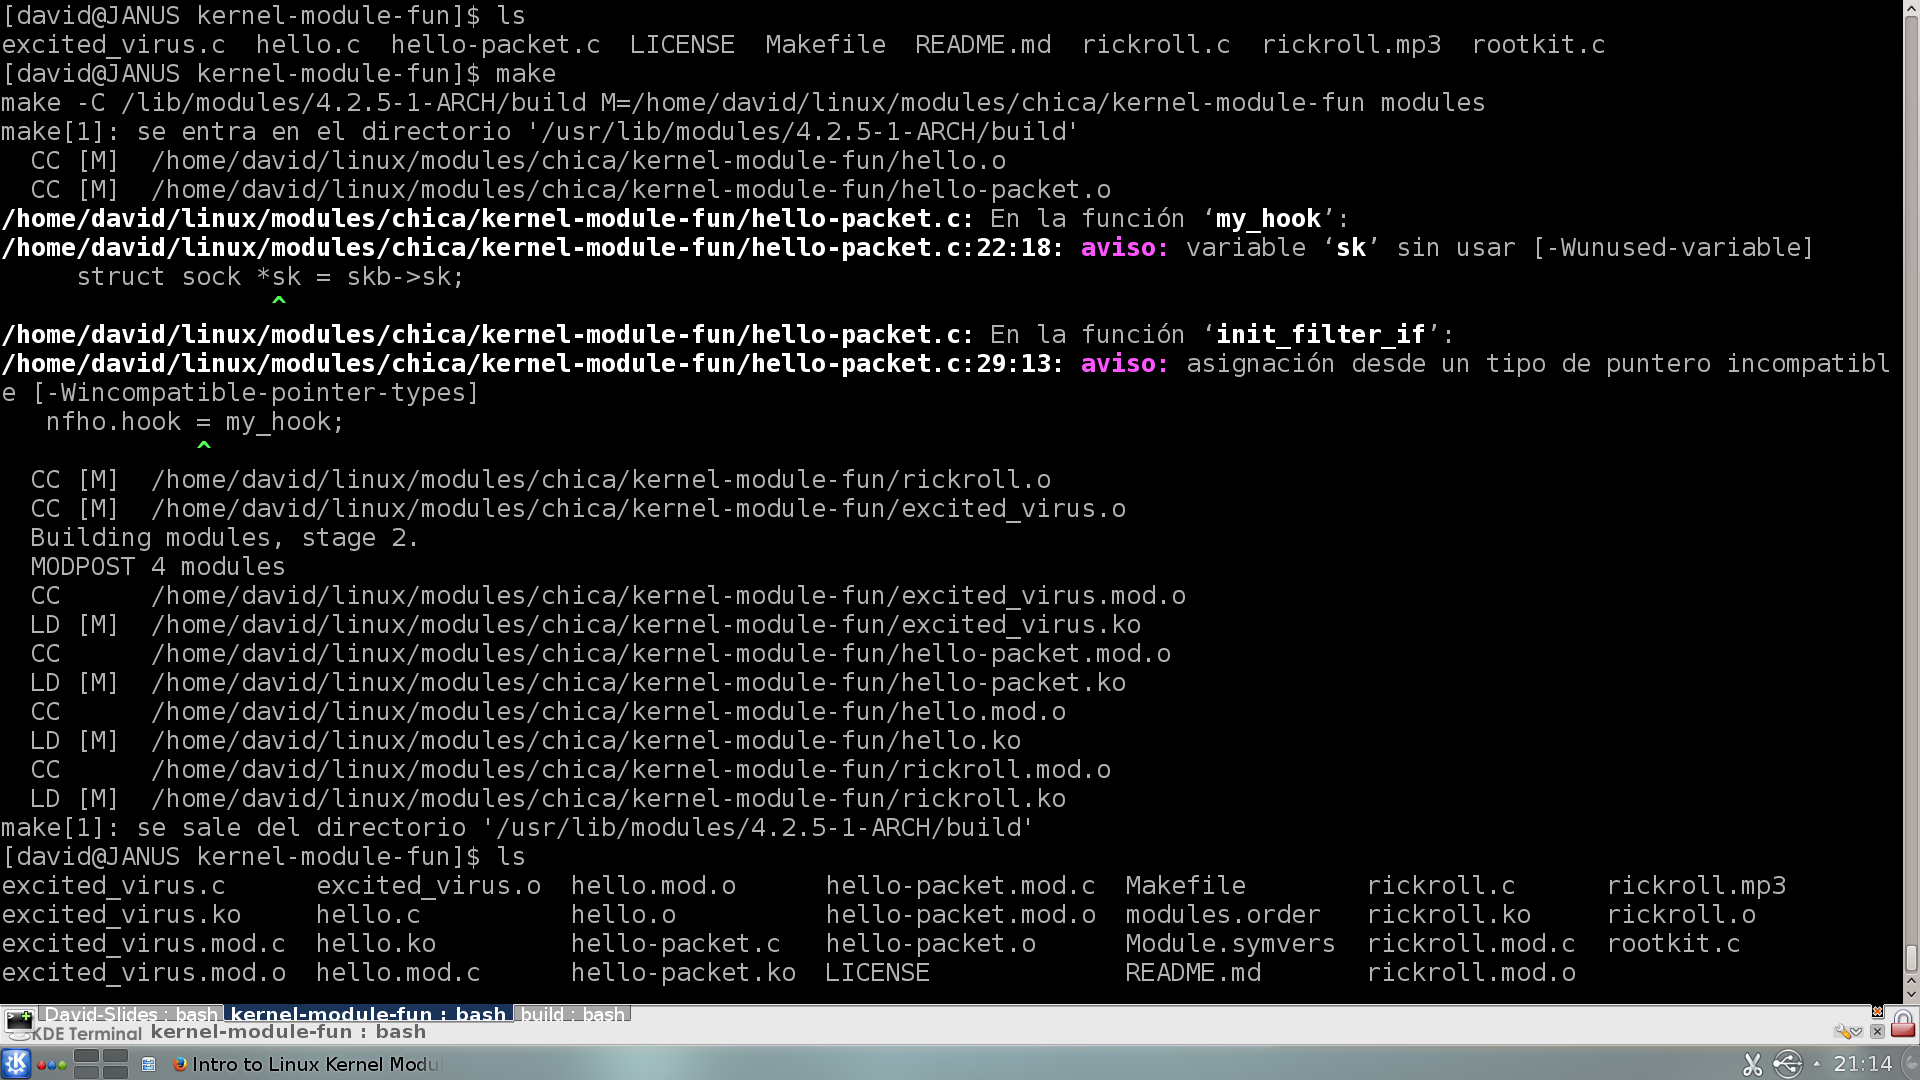 [david@JANUS kernel-module-fun]$ ls
excited_virus.c  hello.c  hello-packet.c  LICENSE  Makefile  README.md  rickroll.c  rickroll.mp3  rootkit.c
[david@JANUS kernel-module-fun]$ make
make -C /lib/modules/4.2.5-1-ARCH/build M=/home/david/linux/modules/chica/kernel-module-fun modules
make[1]: se entra en el directorio '/usr/lib/modules/4.2.5-1-ARCH/build'
  CC [M]  /home/david/linux/modules/chica/kernel-module-fun/hello.o
  CC [M]  /home/david/linux/modules/chica/kernel-module-fun/hello-packet.o
/home/david/linux/modules/chica/kernel-module-fun/hello-packet.c: En la función ‘my_hook’:
/home/david/linux/modules/chica/kernel-module-fun/hello-packet.c:22:18: aviso: variable ‘sk’ sin usar [-Wunused-variable]
     struct sock *sk = skb->sk;
                  ^
/home/david/linux/modules/chica/kernel-module-fun/hello-packet.c: En la función ‘init_filter_if’:
/home/david/linux/modules/chica/kernel-module-fun/hello-packet.c:29:13: aviso: asignación desde un tipo de puntero incompatibl
e [-Wincompatible-pointer-types]
   nfho.hook = my_hook;
             ^
  CC [M]  /home/david/linux/modules/chica/kernel-module-fun/rickroll.o
  CC [M]  /home/david/linux/modules/chica/kernel-module-fun/excited_virus.o
  Building modules, stage 2.
  MODPOST 4 modules
  CC      /home/david/linux/modules/chica/kernel-module-fun/excited_virus.mod.o
  LD [M]  /home/david/linux/modules/chica/kernel-module-fun/excited_virus.ko
  CC      /home/david/linux/modules/chica/kernel-module-fun/hello-packet.mod.o
  LD [M]  /home/david/linux/modules/chica/kernel-module-fun/hello-packet.ko
  CC      /home/david/linux/modules/chica/kernel-module-fun/hello.mod.o
  LD [M]  /home/david/linux/modules/chica/kernel-module-fun/hello.ko
  CC      /home/david/linux/modules/chica/kernel-module-fun/rickroll.mod.o
  LD [M]  /home/david/linux/modules/chica/kernel-module-fun/rickroll.ko
make[1]: se sale del directorio '/usr/lib/modules/4.2.5-1-ARCH/build'
[david@JANUS kernel-module-fun]$ ls
excited_virus.c      excited_virus.o  hello.mod.o      hello-packet.mod.c  Makefile        rickroll.c      rickroll.mp3
excited_virus.ko     hello.c          hello.o          hello-packet.mod.o  modules.order   rickroll.ko     rickroll.o
excited_virus.mod.c  hello.ko         hello-packet.c   hello-packet.o      Module.symvers  rickroll.mod.c  rootkit.c
excited_virus.mod.o  hello.mod.c      hello-packet.ko  LICENSE             README.md       rickroll.mod.o
David-Slides : bash  kernel-module-fun : bash  build : bash
KDE Terminal kernel-module-fun : bash
Intro to Linux Kernel Modu  21:14